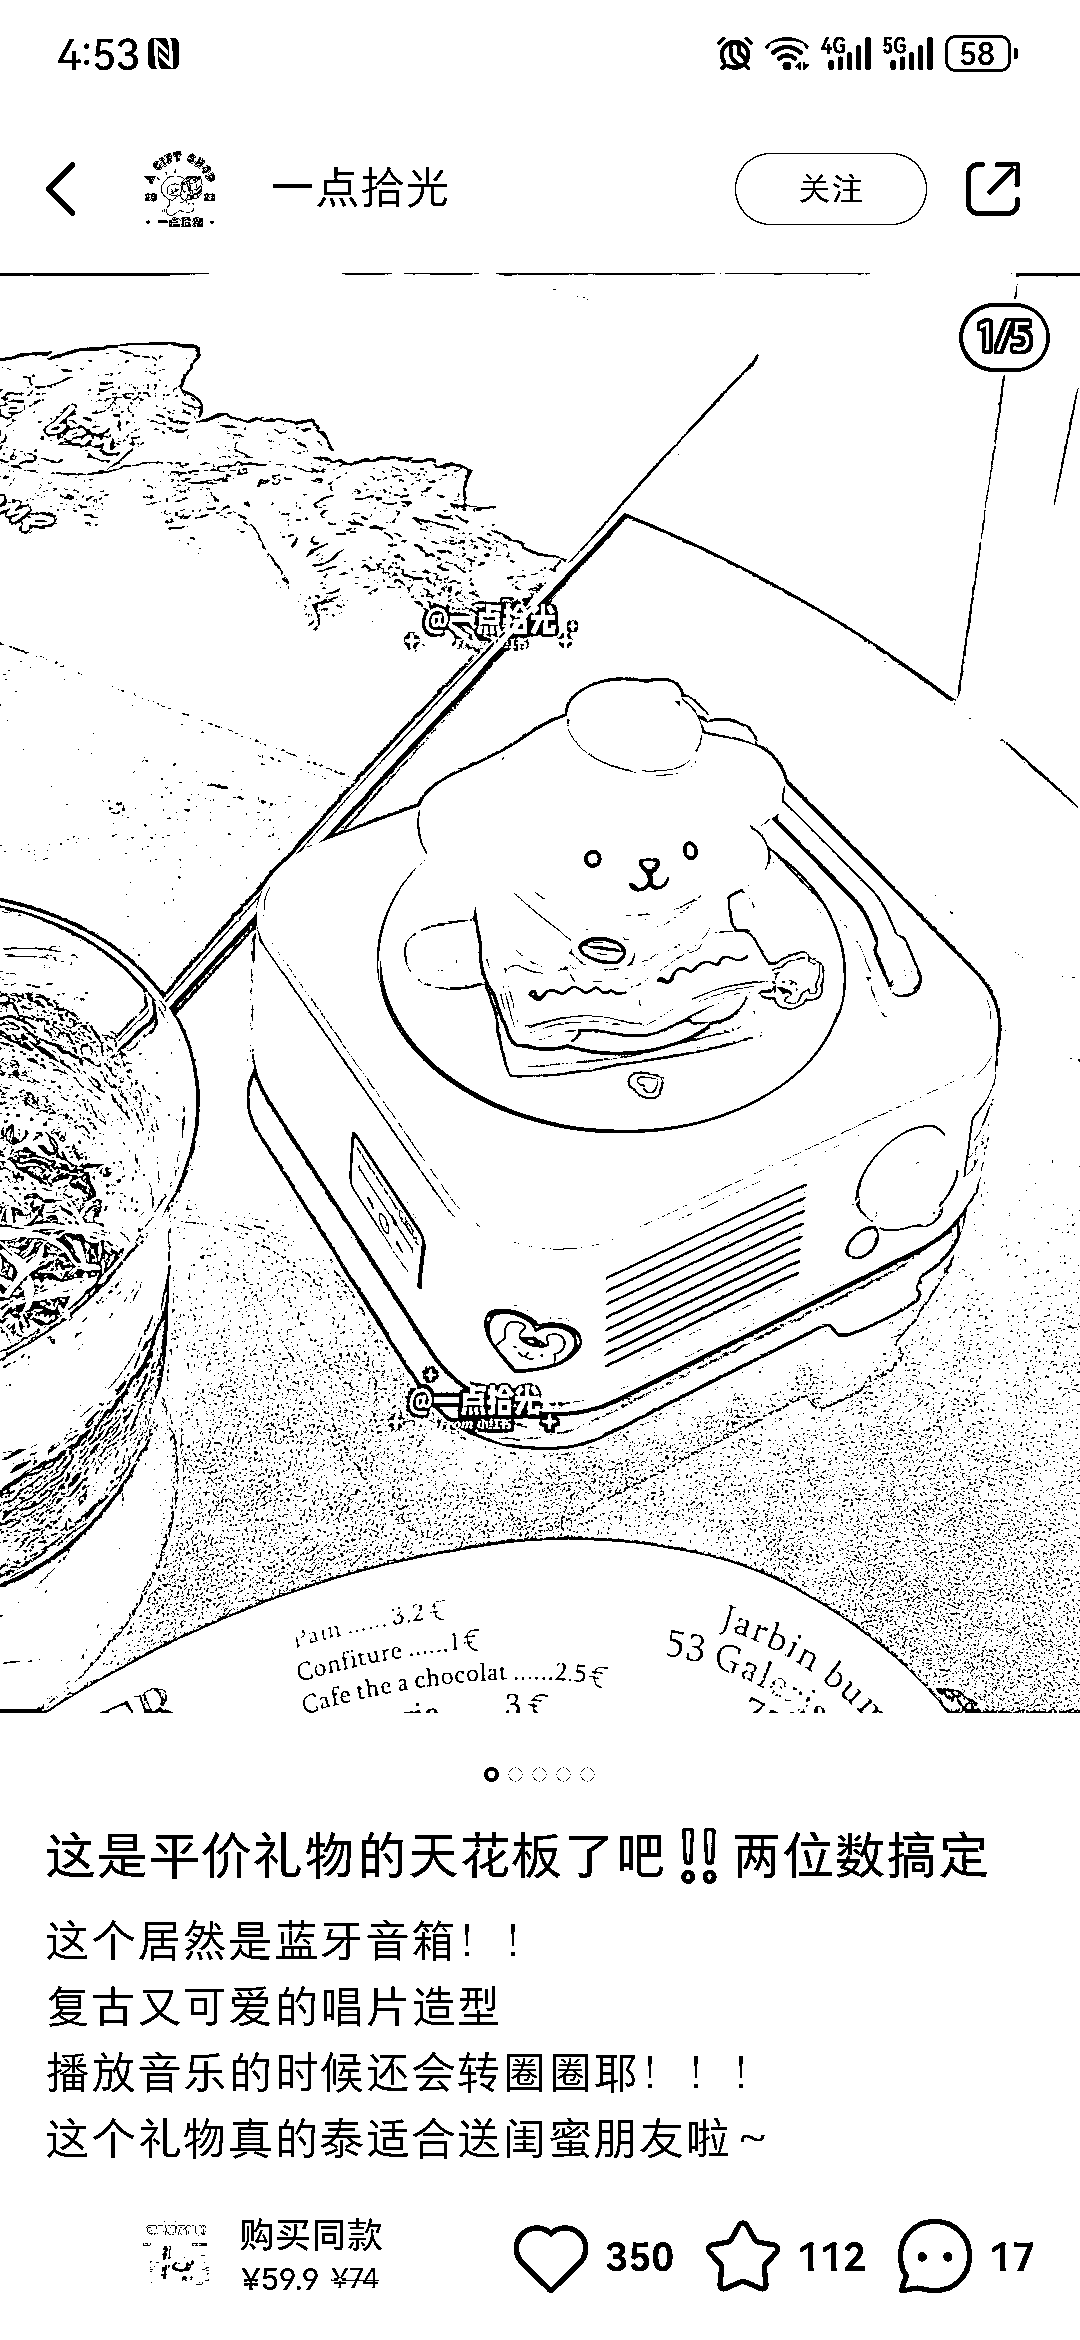 4:53
4G 5G 58
GIFT SHOP
一点拾光
关注
1/5
@一点拾光
@一点拾光
Pain ...... 3.2 €
Confiture ......1 €
Cafe the a chocolat ......2.5 €
3 €
Jarbin
53
这是平价礼物的天花板了吧‼️两位数搞定
这个居然是蓝牙音箱！！
复古又可爱的唱片造型
播放音乐的时候还会转圈圈耶！！！
这个礼物真的泰适合送闺蜜朋友啦～
购买同款
¥59.9 ¥74
350
112
17